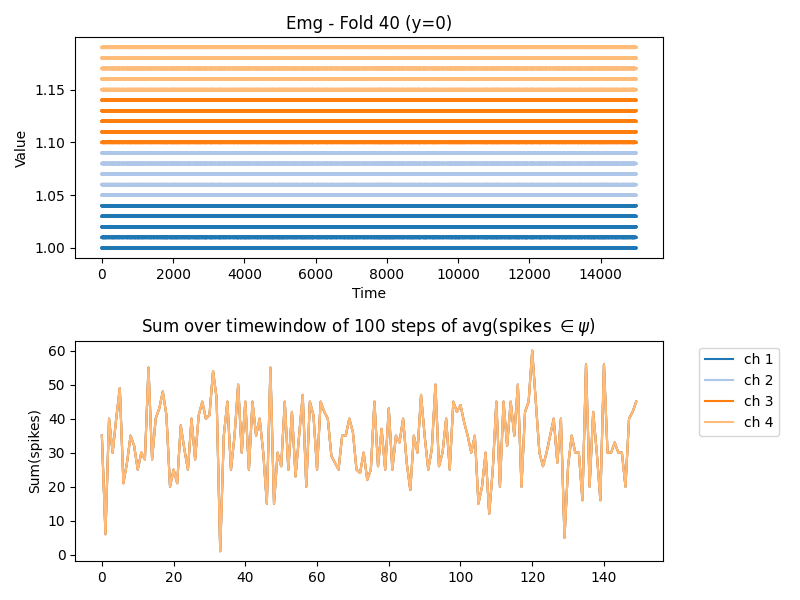 Emg - Fold 40 (y=0)
Value
1.15
1.10
1.05
1.00
0 2000 4000 6000 8000 10000 12000 14000
Time
Sum over timewindow of 100 steps of avg(spikes ∈ψ)
Sum(spikes)
60
50
40
30
20
10
0
0 20 40 60 80 100 120 140
ch 1
ch 2
ch 3
ch 4